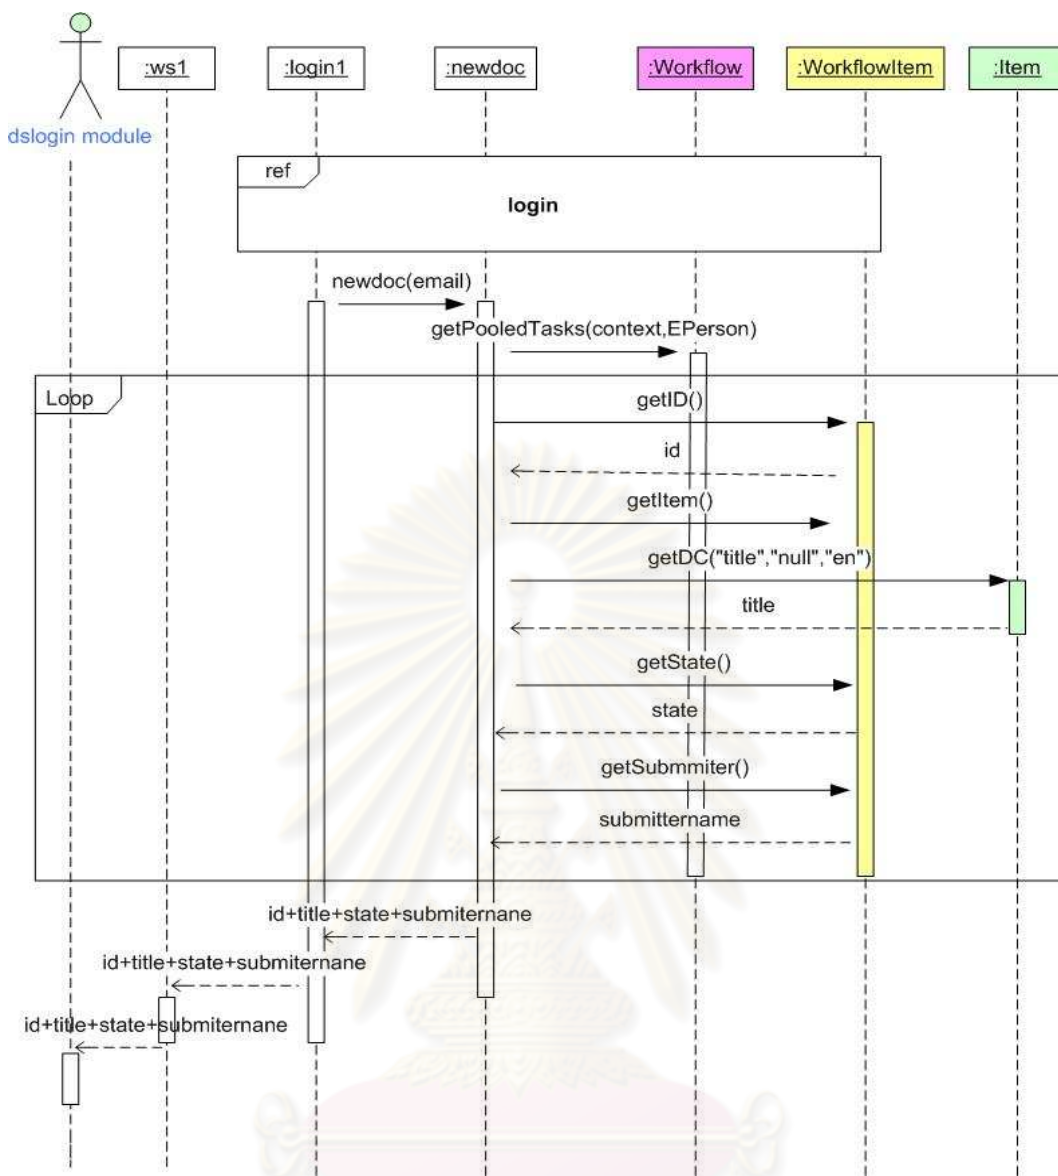 :ws1
:login1
:newdoc
:Workflow
:WorkflowItem
:Item
dslogin module
ref
login
newdoc(email)
getPooledTasks(context,EPerson)
Loop
getID()
id
getItem()
getDC("title","null","en")
title
getState()
state
getSubmmiter()
submittername
id+title+state+submiternane
id+title+state+submiternane
id+title+state+submiternane